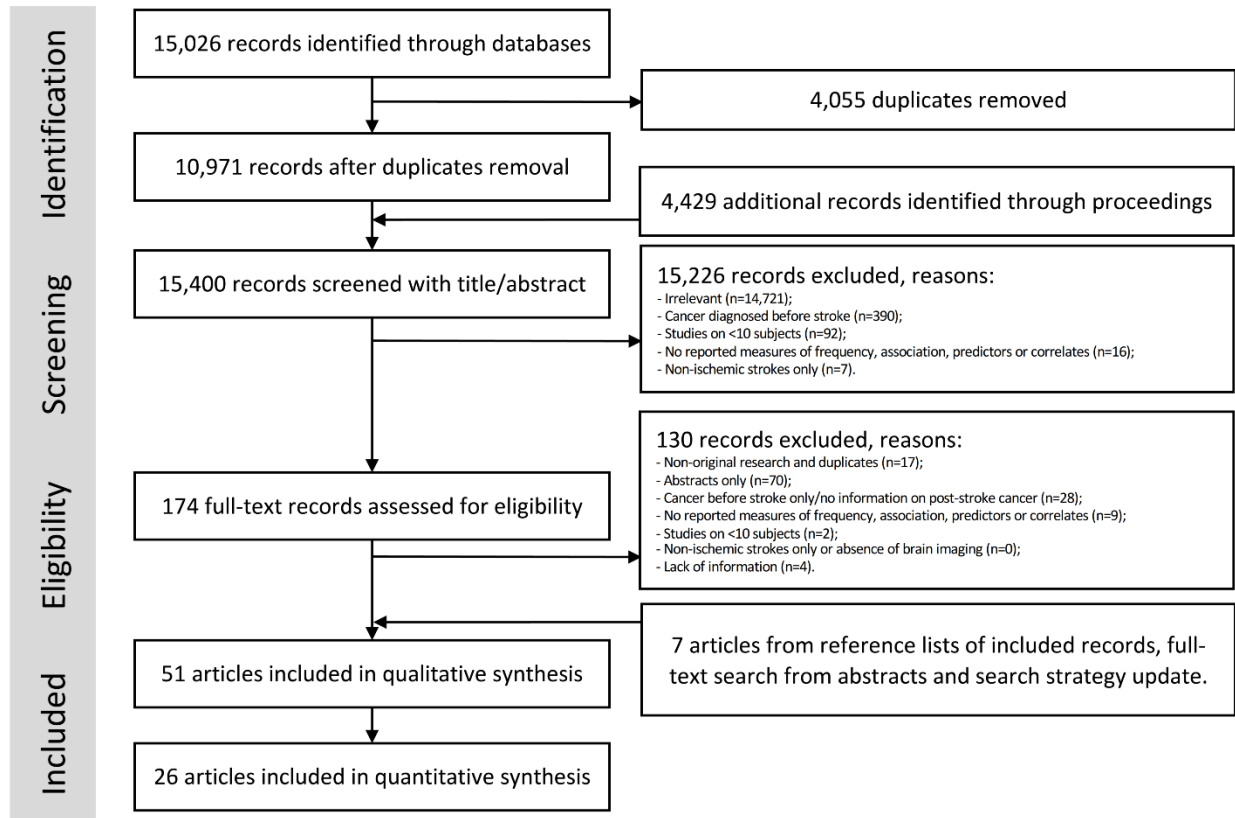 Identification
15,026 records identified through databases
4,055 duplicates removed
10,971 records after duplicates removal
4,429 additional records identified through proceedings
Screening
15,400 records screened with title/abstract
15,226 records excluded, reasons:
- Irrelevant (n=14,721);
- Cancer diagnosed before stroke (n=390);
- Studies on <10 subjects (n=92);
- No reported measures of frequency, association, predictors or correlates (n=16);
- Non-ischemic strokes only (n=7).
Eligibility
174 full-text records assessed for eligibility
130 records excluded, reasons:
- Non-original research and duplicates (n=17);
- Abstracts only (n=70);
- Cancer before stroke only/no information on post-stroke cancer (n=28);
- No reported measures of frequency, association, predictors or correlates (n=9);
- Studies on <10 subjects (n=2);
- Non-ischemic strokes only or absence of brain imaging (n=0);
- Lack of information (n=4).
7 articles from reference lists of included records, full-
text search from abstracts and search strategy update.
Included
51 articles included in qualitative synthesis
26 articles included in quantitative synthesis